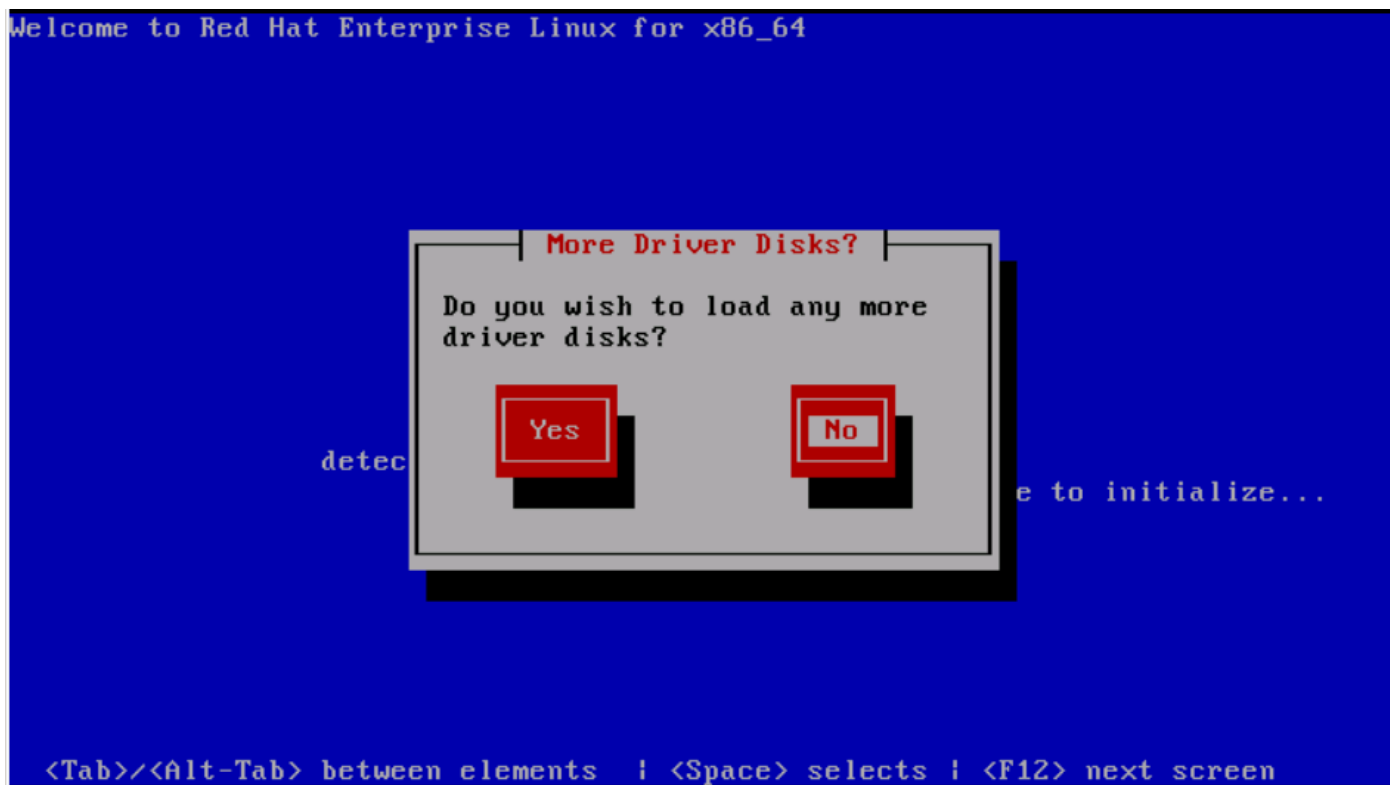 Welcome to Red Hat Enterprise Linux for x86_64
More Driver Disks?
Do you wish to load any more
driver disks?
Yes
No
detec
e to initialize...
<Tab>/<Alt-Tab> between elements | <Space> selects | <F12> next screen